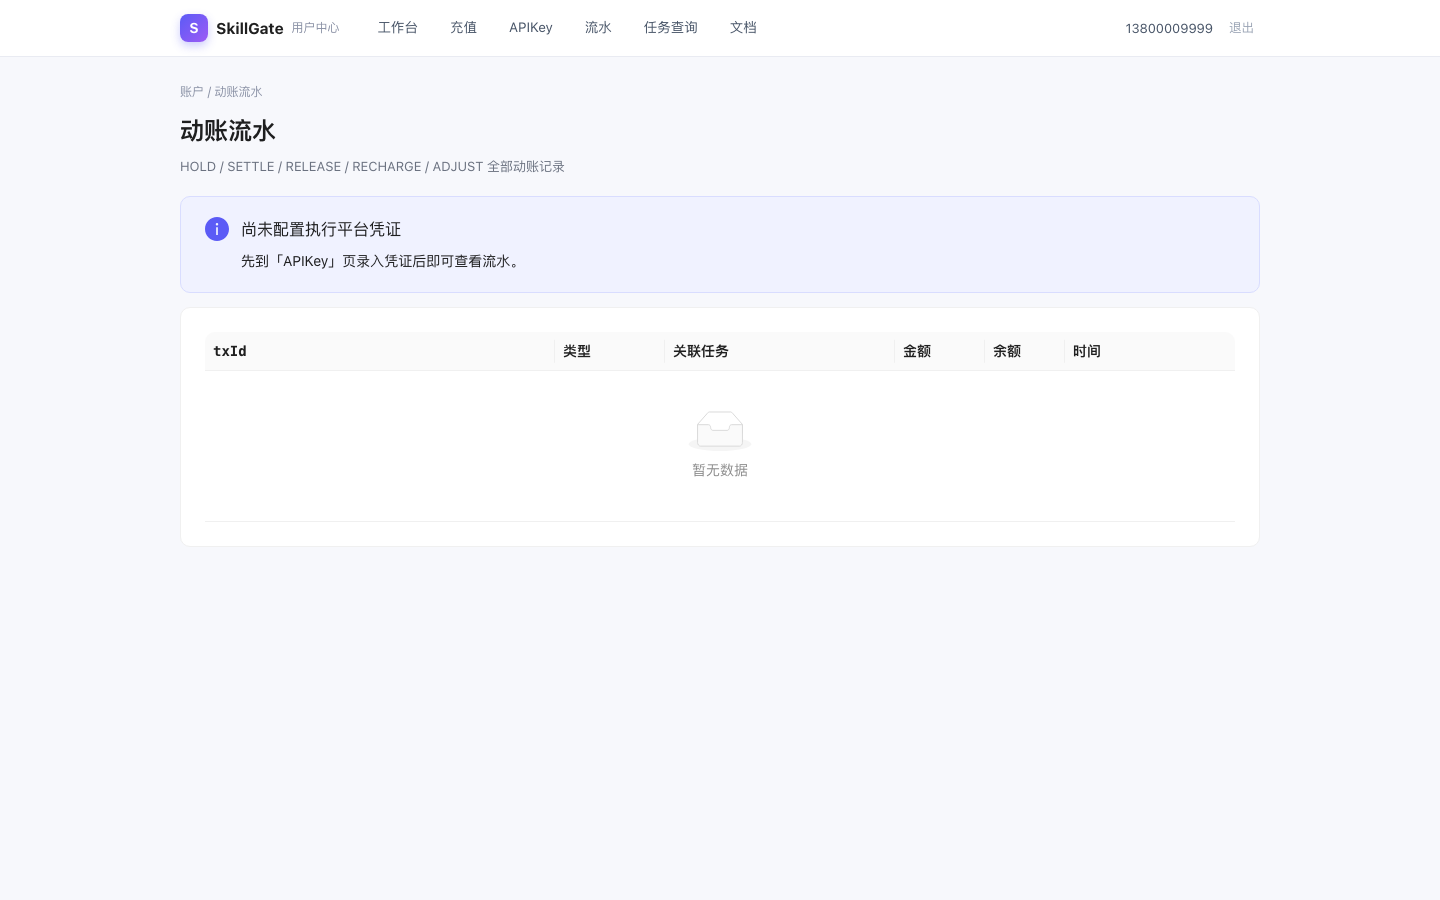 S SkillGate 用户中心 工作台 充值 APIKey 流水 任务查询 文档 13800009999 退出
账户 / 动账流水
动账流水
HOLD / SETTLE / RELEASE / RECHARGE / ADJUST 全部动账记录
尚未配置执行平台凭证
先到「APIKey」页录入凭证后即可查看流水。
txId 类型 关联任务 金额 余额 时间
暂无数据